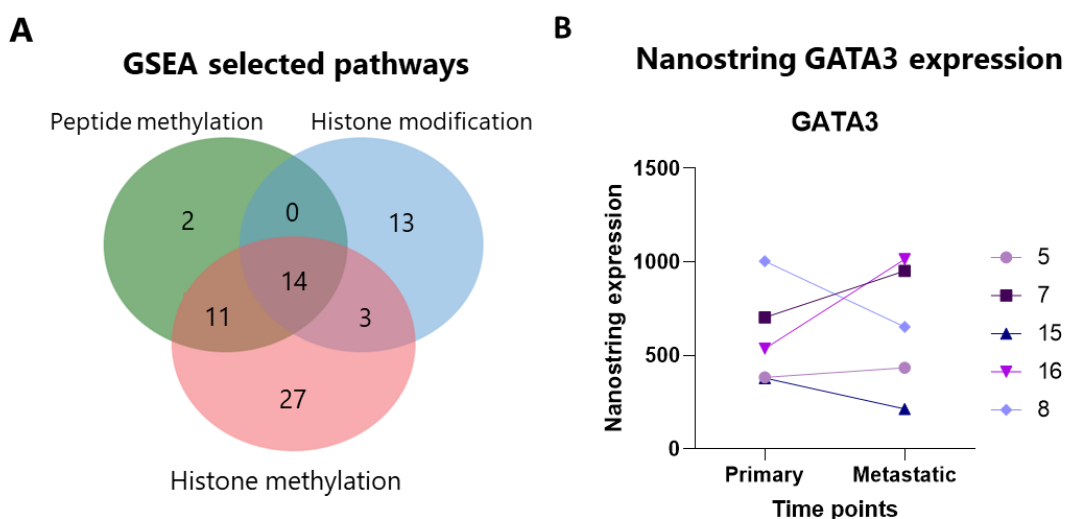 A
GSEA selected pathways
Peptide methylation
Histone modification
2
0
13
14
11
3
27
Histone methylation
B
Nanostring GATA3 expression
GATA3
Nanostring expression
1500
1000
500
0
Primary
Metastatic
Time points
5
7
15
16
8